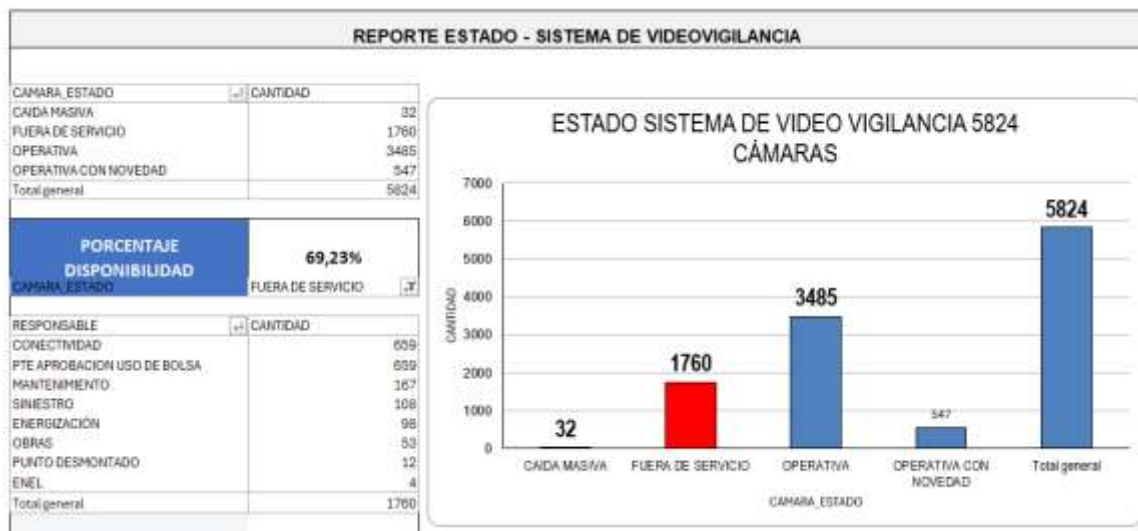 REPORTE ESTADO - SISTEMA DE VIDEOVIGILANCIA
CAMARA_ESTADO CANTIDAD
CAIDA MASIVA 32
FUERA DE SERVICIO 1760
OPERATIVA 3485
OPERATIVA CON NOVEDAD 547
Total general 5824
PORCENTAJE
DISPONIBILIDAD
69,23%
CAMARA_ESTADO FUERA DE SERVICIO
RESPONSABLE CANTIDAD
CONECTIVIDAD 659
PTE APROBACION USO DE BOLSA 659
MANTENIMIENTO 167
SINIESTRO 108
ENERGIZACIÓN 98
OBRAS 53
PUNTO DESMONTADO 12
ENEL 4
Total general 1760
ESTADO SISTEMA DE VIDEO VIGILANCIA 5824
CÁMARAS
CANTIDAD
7000
6000
5000
4000
3000
2000
1000
0
32
1760
3485
547
5824
CAIDA MASIVA
FUERA DE SERVICIO
OPERATIVA
OPERATIVA CON
NOVEDAD
Total general
CAMARA_ESTADO